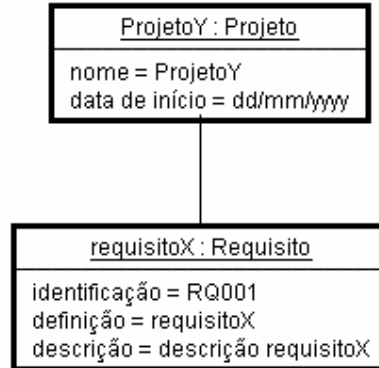 ProjetoY : Projeto
nome = ProjetoY
data de início = dd/mm/yyyy
requisitoX : Requisito
identificação = RQ001
definição = requisitoX
descrição = descrição requisitoX